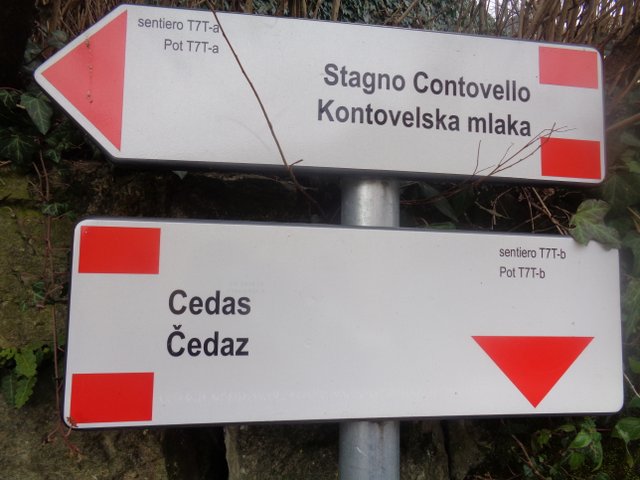 sentiero T7T-a
Pot T7T-a
Stagno Contovello
Kontovelska mlaka
sentiero T7T-b
Pot T7T-b
Cedas
Čedaz